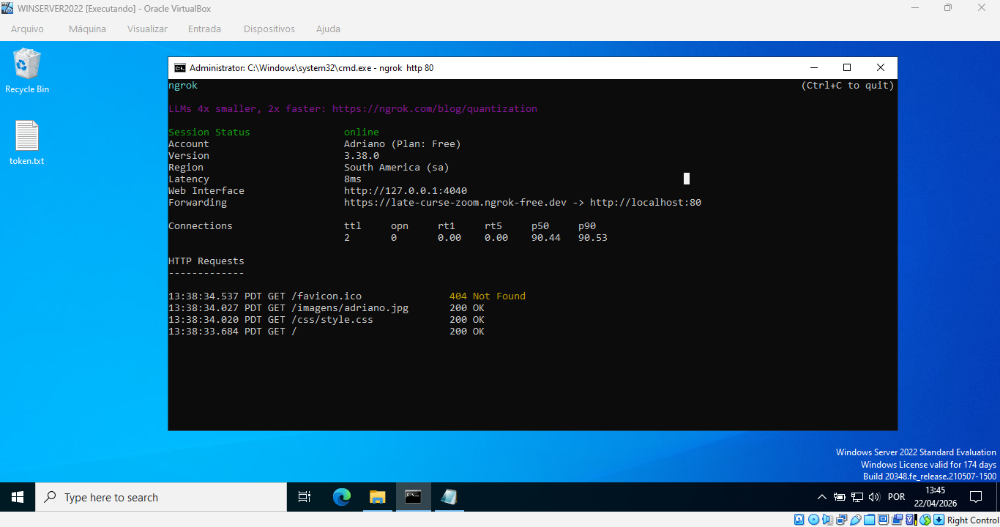 WINSERVER2022 [Executando] - Oracle VirtualBox
Arquivo Máquina Visualizar Entrada Dispositivos Ajuda
Recycle Bin
token.txt
Administrator: C:\Windows\system32\cmd.exe - ngrok http 80
ngrok (Ctrl+C to quit)
LLMs 4x smaller, 2x faster: https://ngrok.com/blog/quantization
Session Status online
Account Adriano (Plan: Free)
Version 3.38.0
Region South America (sa)
Latency 8ms
Web Interface http://127.0.0.1:4040
Forwarding https://late-curse-zoom.ngrok-free.dev -> http://localhost:80
Connections ttl opn rt1 rt5 p50 p90
2 0 0.00 0.00 90.44 90.53
HTTP Requests
-------------
13:38:34.537 PDT GET /favicon.ico 404 Not Found
13:38:34.027 PDT GET /imagens/adriano.jpg 200 OK
13:38:34.020 PDT GET /css/style.css 200 OK
13:38:33.684 PDT GET / 200 OK
Windows Server 2022 Standard Evaluation
Windows License valid for 174 days
Build 20348.fe_release.210507-1500
Type here to search
POR
13:45
22/04/2026
Right Control